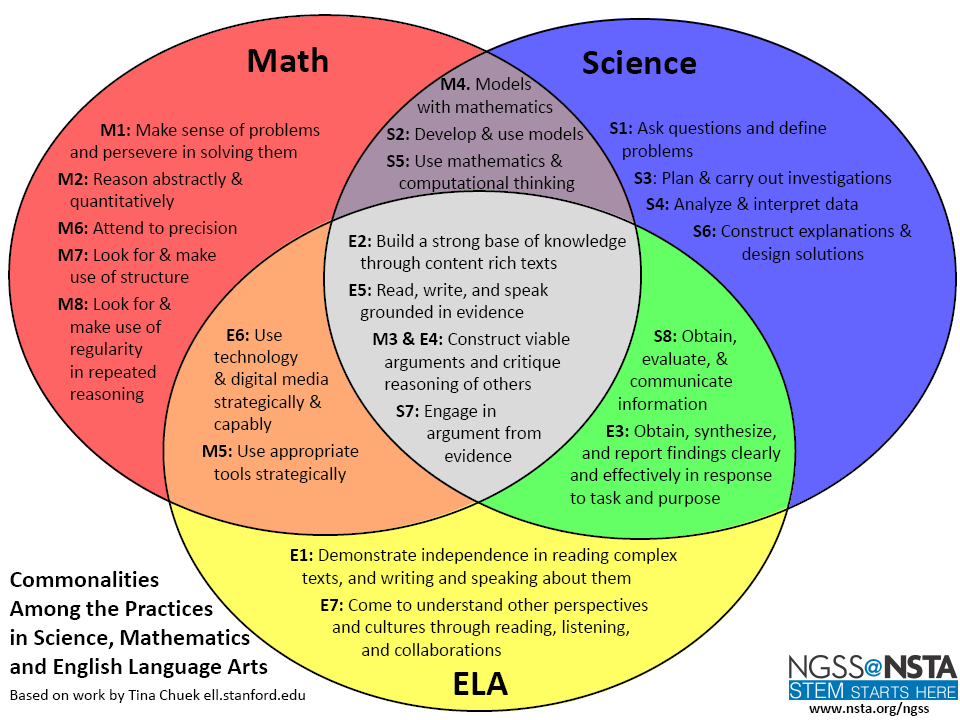 Math
Science
M4. Models
with mathematics
S2: Develop & use models
S5: Use mathematics &
computational thinking
M1: Make sense of problems
and persevere in solving them
M2: Reason abstractly &
quantitatively
M6: Attend to precision
M7: Look for & make
use of structure
M8: Look for &
make use of
regularity
in repeated
reasoning
S1: Ask questions and define
problems
S3: Plan & carry out investigations
S4: Analyze & interpret data
S6: Construct explanations &
design solutions
E2: Build a strong base of knowledge
through content rich texts
E5: Read, write, and speak
grounded in evidence
M3 & E4: Construct viable
arguments and critique
reasoning of others
S7: Engage in
argument from
evidence
E6: Use
technology
& digital media
strategically &
capably
M5: Use appropriate
tools strategically
S8: Obtain,
evaluate, &
communicate
information
E3: Obtain, synthesize,
and report findings clearly
and effectively in response
to task and purpose
E1: Demonstrate independence in reading complex
texts, and writing and speaking about them
E7: Come to understand other perspectives
and cultures through reading, listening,
and collaborations
ELA
Commonalities
Among the Practices
in Science, Mathematics
and English Language Arts
Based on work by Tina Chuek ell.stanford.edu
NGSS@NSTA
STEM STARTS HERE
www.nsta.org/ngss